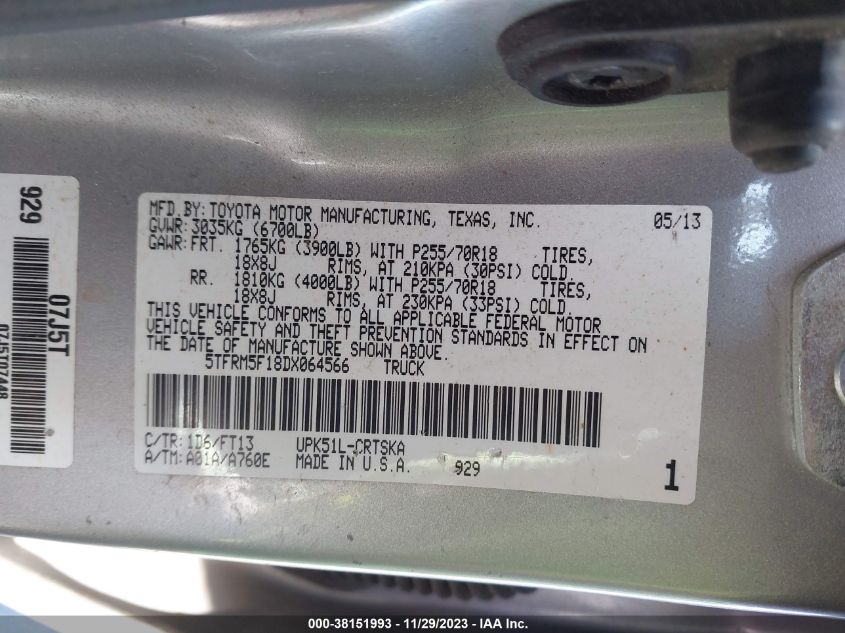 929
07J5T
MFD.BY:TOYOTA MOTOR MANUFACTURING, TEXAS, INC. 05/13
GVWR:3035KG (6700LB)
GAWR:FRT. 1765KG (3900LB) WITH P255/70R18 TIRES,
18X8J RIMS, AT 210KPA (30PSI) COLD.
RR. 1810KG (4000LB) WITH P255/70R18 TIRES,
18X8J RIMS, AT 230KPA (33PSI) COLD.
THIS VEHICLE CONFORMS TO ALL APPLICABLE FEDERAL MOTOR
VEHICLE SAFETY AND THEFT PREVENTION STANDARDS IN EFFECT ON
THE DATE OF MANUFACTURE SHOWN ABOVE.
5TFRM5F18DX064566 TRUCK
C/TR:1D6/FT13 UPK51L-CRTSKA
A/TM:A01A/A760E MADE IN U.S.A. 929
1
000-38151993 - 11/29/2023 - IAA Inc.